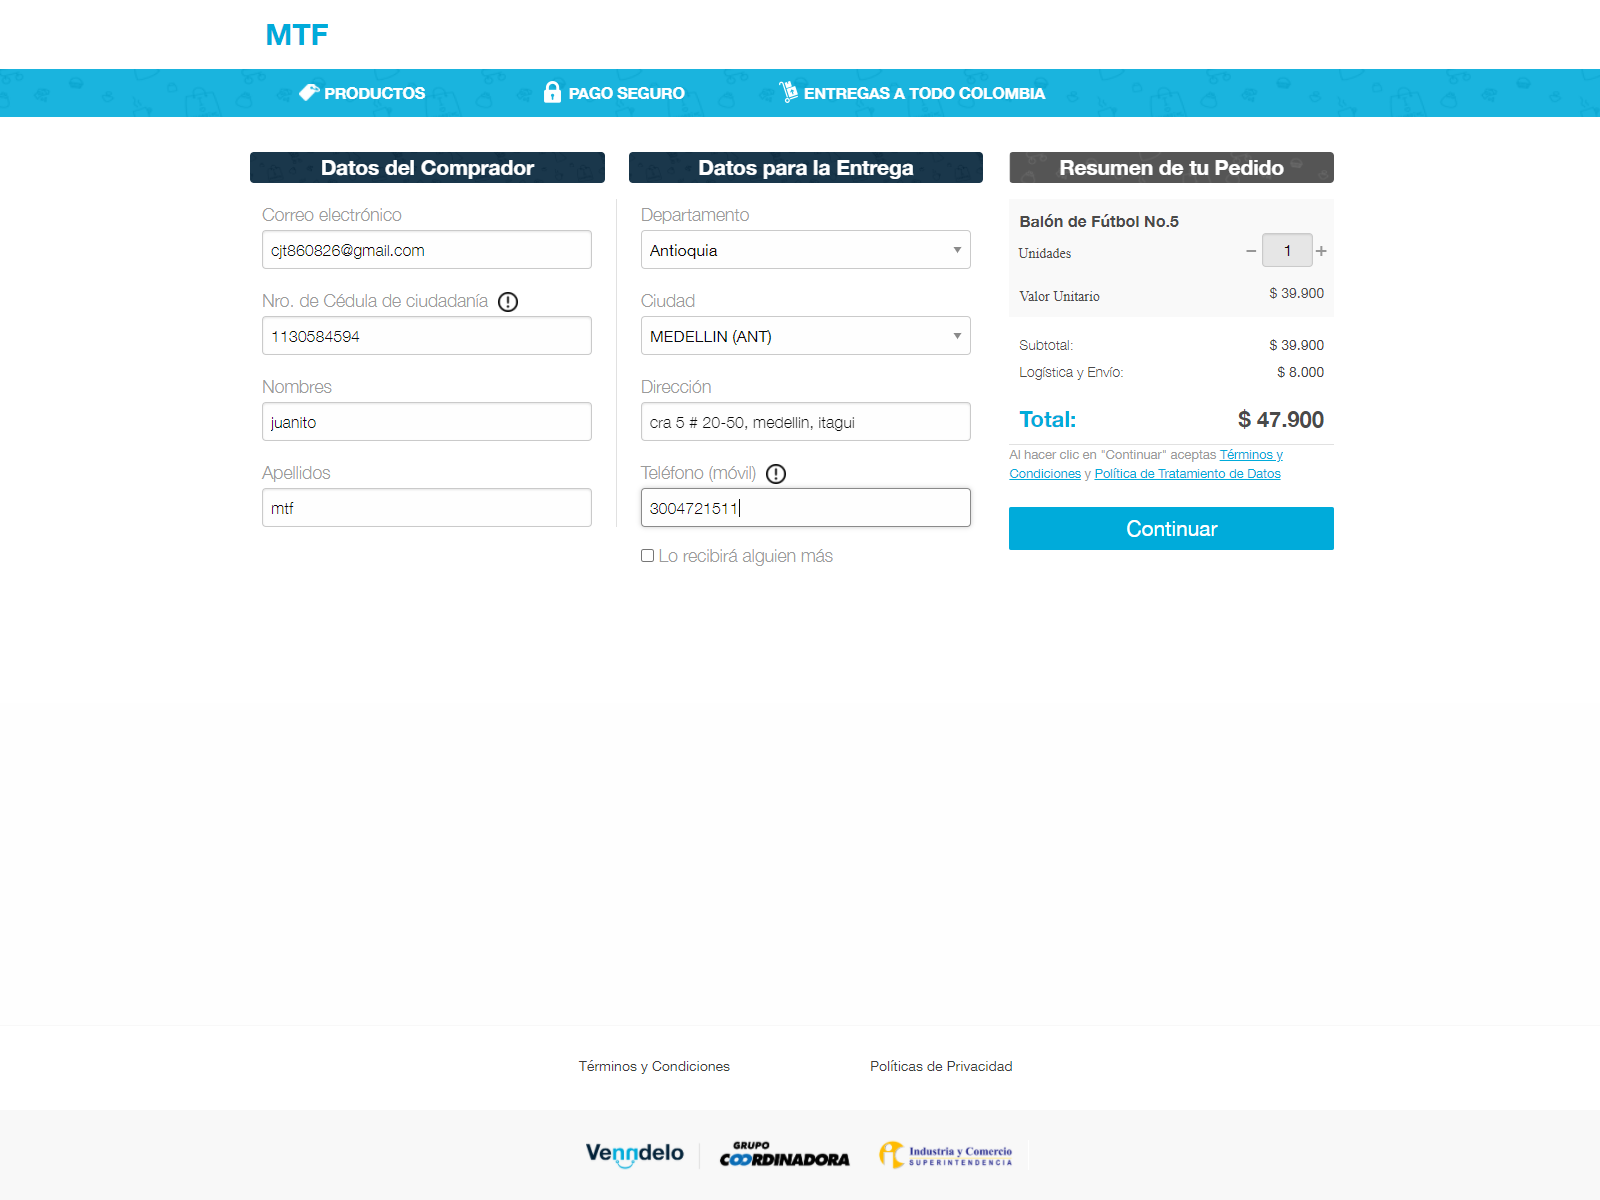 MTF
PRODUCTOS
PAGO SEGURO
ENTREGAS A TODO COLOMBIA
Datos del Comprador
Correo electrónico
cjt860826@gmail.com
Nro. de Cédula de ciudadanía
1130584594
Nombres
juanito
Apellidos
mtf
Datos para la Entrega
Departamento
Antioquia
Ciudad
MEDELLIN (ANT)
Dirección
cra 5 # 20-50, medellin, itagui
Teléfono (móvil)
3004721511
Lo recibirá alguien más
Resumen de tu Pedido
Balón de Fútbol No.5
Unidades − 1 +
Valor Unitario $ 39.900
Subtotal: $ 39.900
Logística y Envío: $ 8.000
Total: $ 47.900
Al hacer clic en "Continuar" aceptas Términos y
Condiciones y Política de Tratamiento de Datos
Continuar
Términos y Condiciones
Políticas de Privacidad
Venndelo
GRUPO
COORDINADORA
Industria y Comercio
SUPERINTENDENCIA